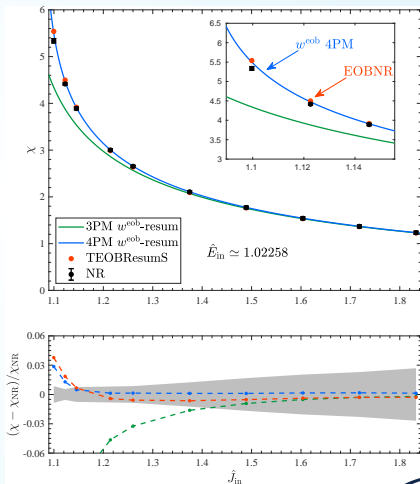 6
5
4
3
2
1
0
χ
6.5
6
5.5
5
4.5
4
3.5
3
1.1 1.12 1.14
w^eob 4PM
EOBNR
3PM w^eob-resum
4PM w^eob-resum
TEOBResumS
NR
Ê_in ≃ 1.02258
1.1 1.2 1.3 1.4 1.5 1.6 1.7 1.8
0.06
0.03
0
-0.03
-0.06
(χ − χ_NR)/χ_NR
1.1 1.2 1.3 1.4 1.5 1.6 1.7 1.8
Ĵ_in